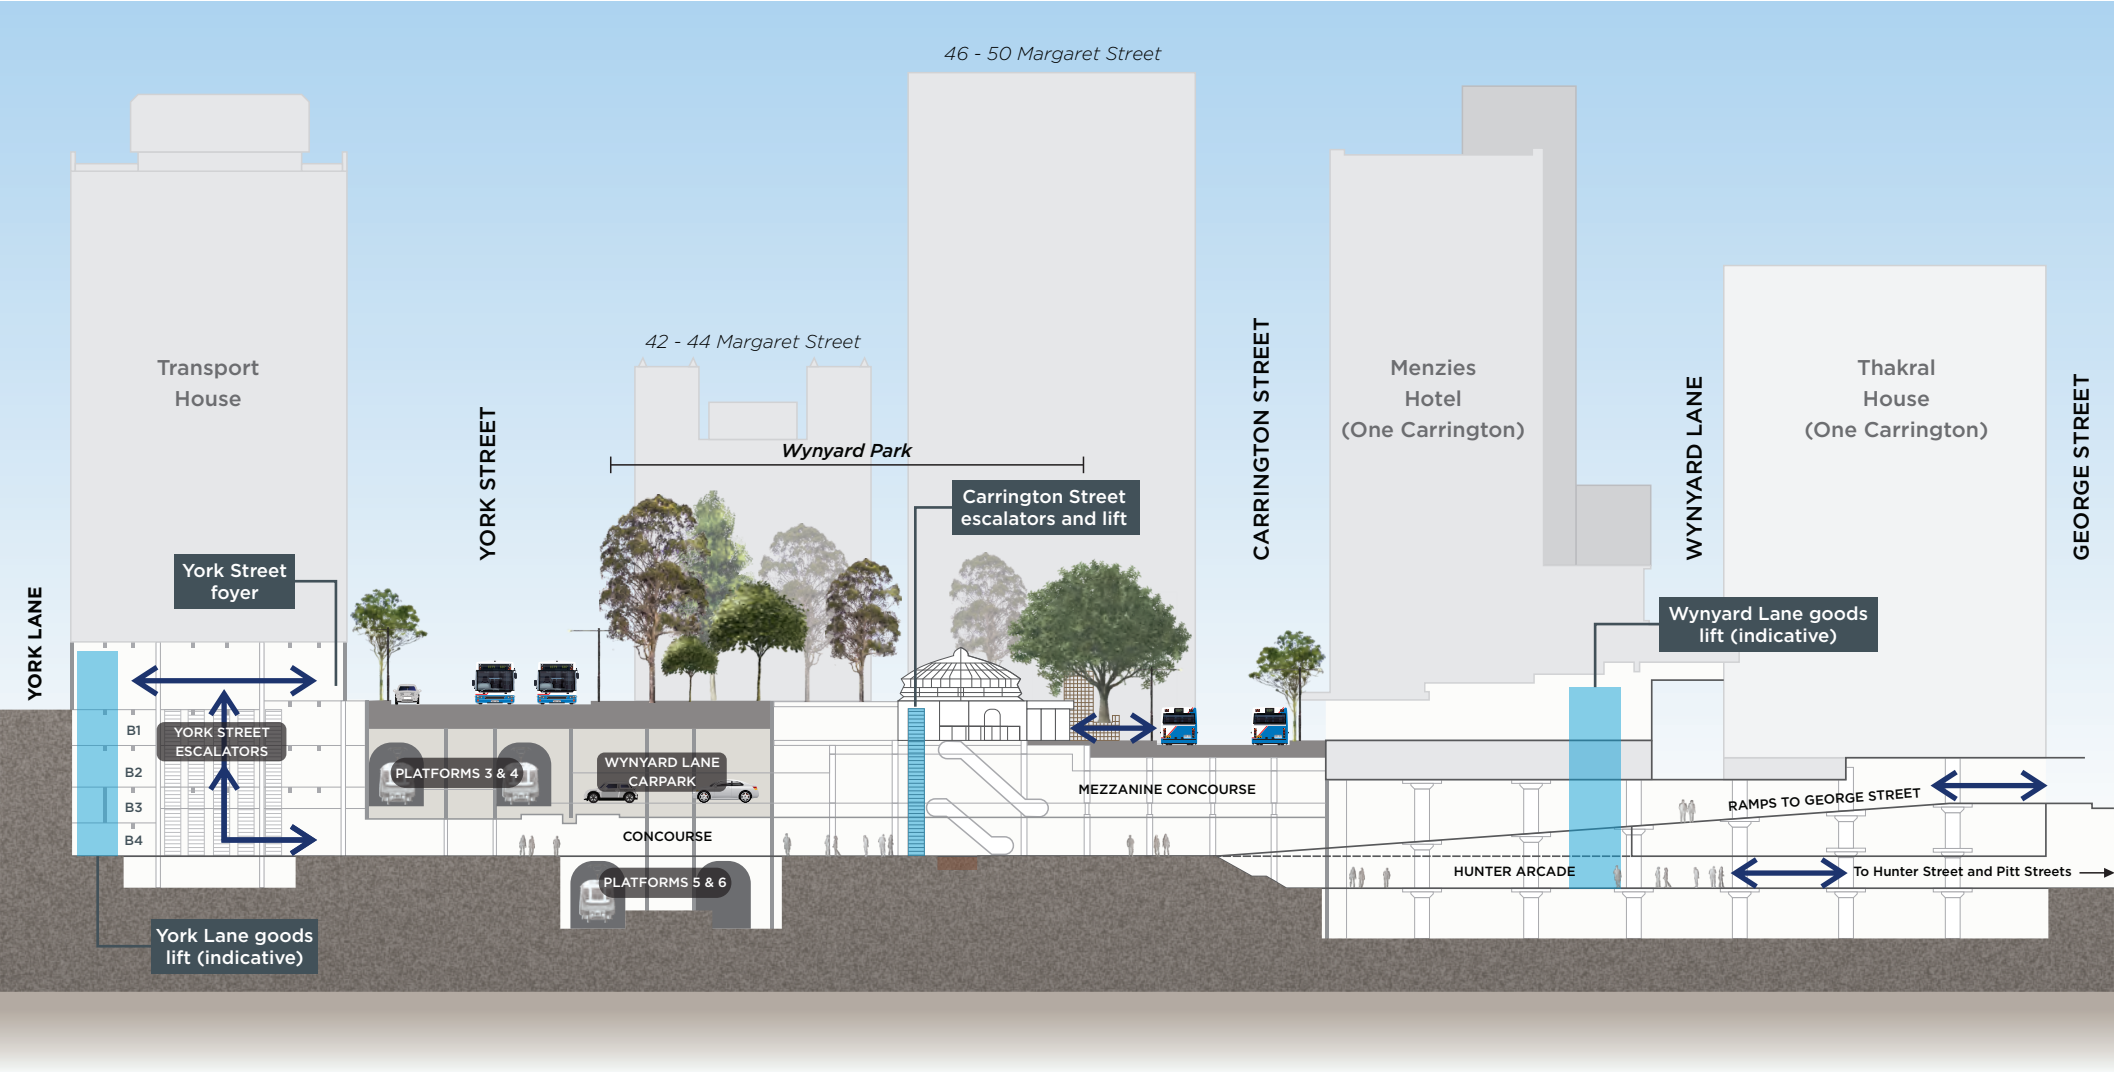 46 - 50 Margaret Street
42 - 44 Margaret Street
Transport
House
Menzies
Hotel
(One Carrington)
Thakral
House
(One Carrington)
YORK LANE
YORK STREET
CARRINGTON STREET
WYNYARD LANE
GEORGE STREET
Wynyard Park
Carrington Street
escalators and lift
York Street
foyer
Wynyard Lane goods
lift (indicative)
B1
B2
B3
B4
YORK STREET
ESCALATORS
PLATFORMS 3 & 4
WYNYARD LANE
CARPARK
MEZZANINE CONCOURSE
RAMPS TO GEORGE STREET
CONCOURSE
PLATFORMS 5 & 6
HUNTER ARCADE
To Hunter Street and Pitt Streets
York Lane goods
lift (indicative)